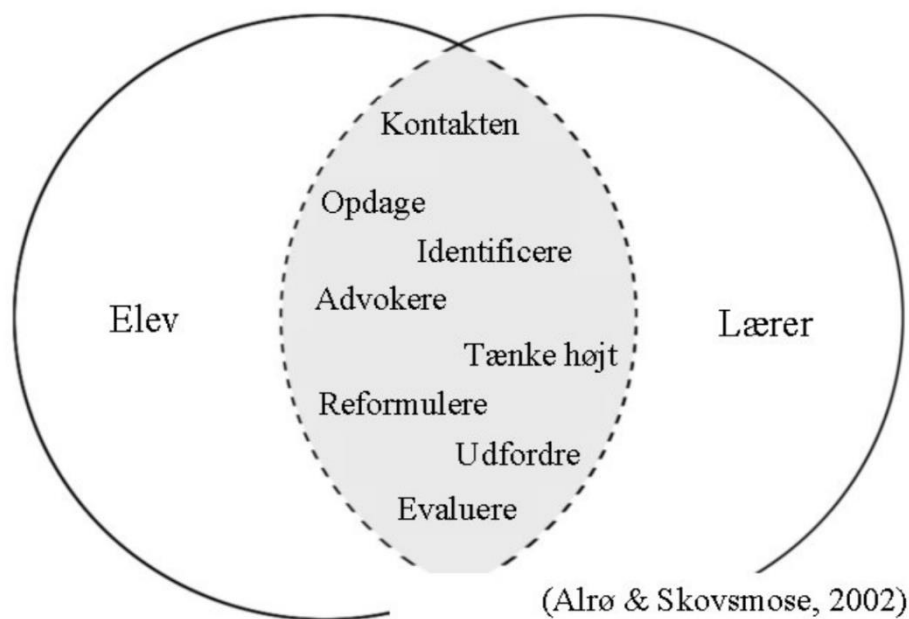 Kontakten
Opdage
Identificere
Advokere
Elev
Lærer
Tænke højt
Reformulere
Udfordre
Evaluere
(Alrø & Skovsmose, 2002)